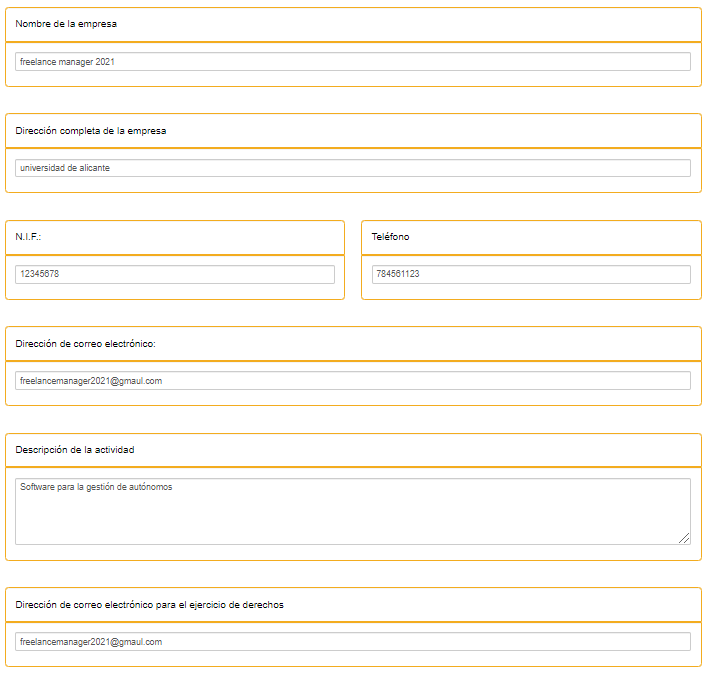 Nombre de la empresa
freelance manager 2021
Dirección completa de la empresa
universidad de alicante
N.I.F.:
12345678
Teléfono
784561123
Dirección de correo electrónico:
freelancemanager2021@gmaul.com
Descripción de la actividad
Software para la gestión de autónomos
Dirección de correo electrónico para el ejercicio de derechos
freelancemanager2021@gmaul.com